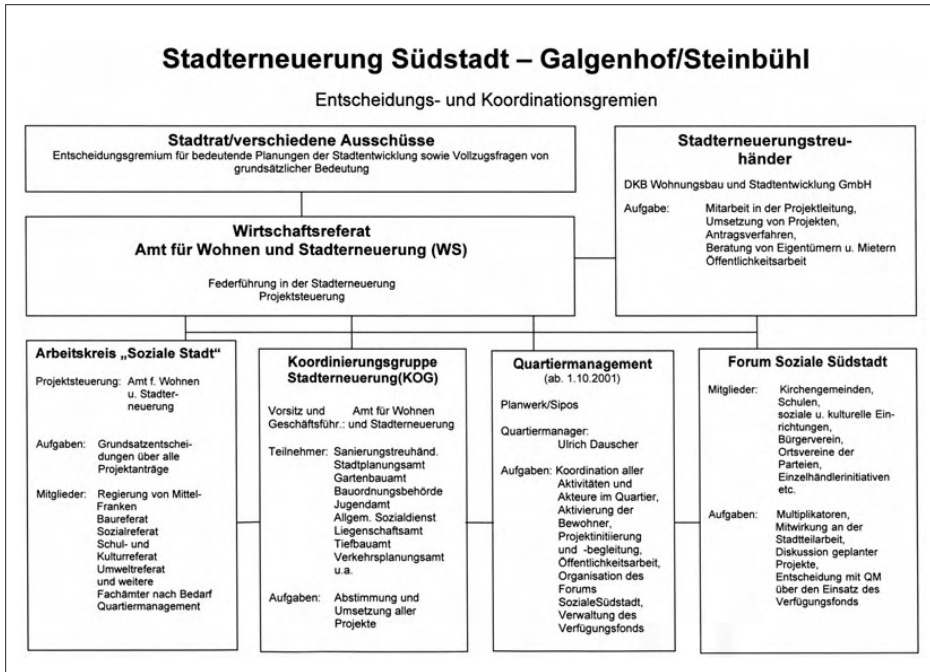 Stadterneuerung Südstadt – Galgenhof/Steinbühl
Entscheidungs- und Koordinationsgremien
Stadtrat/verschiedene Ausschüsse
Entscheidungsgremium für bedeutende Planungen der Stadtentwicklung sowie Vollzugsfragen von
grundsätzlicher Bedeutung
Stadterneuerungstreu-
händer
DKB Wohnungsbau und Stadtentwicklung GmbH
Aufgabe: Mitarbeit in der Projektleitung,
Umsetzung von Projekten,
Antragsverfahren,
Beratung von Eigentümern u. Mietern
Öffentlichkeitsarbeit
Wirtschaftsreferat
Amt für Wohnen und Stadterneuerung (WS)
Federführung in der Stadterneuerung
Projektsteuerung
Arbeitskreis „Soziale Stadt“
Projektsteuerung: Amt f. Wohnen
u. Stadter-
neuerung
Aufgaben: Grundsatzentschei-
dungen über alle
Projektanträge
Mitglieder: Regierung von Mittel-
Franken
Baureferat
Sozialreferat
Schul- und
Kulturreferat
Umweltreferat
und weitere
Fachämter nach Bedarf
Quartiermanagement
Koordinierungsgruppe
Stadterneuerung(KOG)
Vorsitz und Amt für Wohnen
Geschäftsführ.: und Stadterneuerung
Teilnehmer: Sanierungstreuhänd.
Stadtplanungsamt
Gartenbauamt
Bauordnungsbehörde
Jugendamt
Allgem. Sozialdienst
Liegenschaftsamt
Tiefbauamt
Verkehrsplanungsamt
u.a.
Aufgaben: Abstimmung und
Umsetzung aller
Projekte
Quartiermanagement
(ab. 1.10.2001)
Planwerk/Sipos
Quartiermanager:
Ulrich Dauscher
Aufgaben: Koordination aller
Aktivitäten und
Akteure im Quartier,
Aktivierung der
Bewohner,
Projektinitiierung
und -begleitung,
Öffentlichkeitsarbeit,
Organisation des
Forums
SozialeSüdstadt,
Verwaltung des
Verfügungsfonds
Forum Soziale Südstadt
Mitglieder: Kirchengemeinden,
Schulen,
soziale u. kulturelle Ein-
richtungen,
Bürgerverein,
Ortsvereine der
Parteien,
Einzelhändlerinitiativen
etc.
Aufgaben: Multiplikatoren,
Mitwirkung an der
Stadtteilarbeit,
Diskussion geplanter
Projekte,
Entscheidung mit QM
über den Einsatz des
Verfügungsfonds